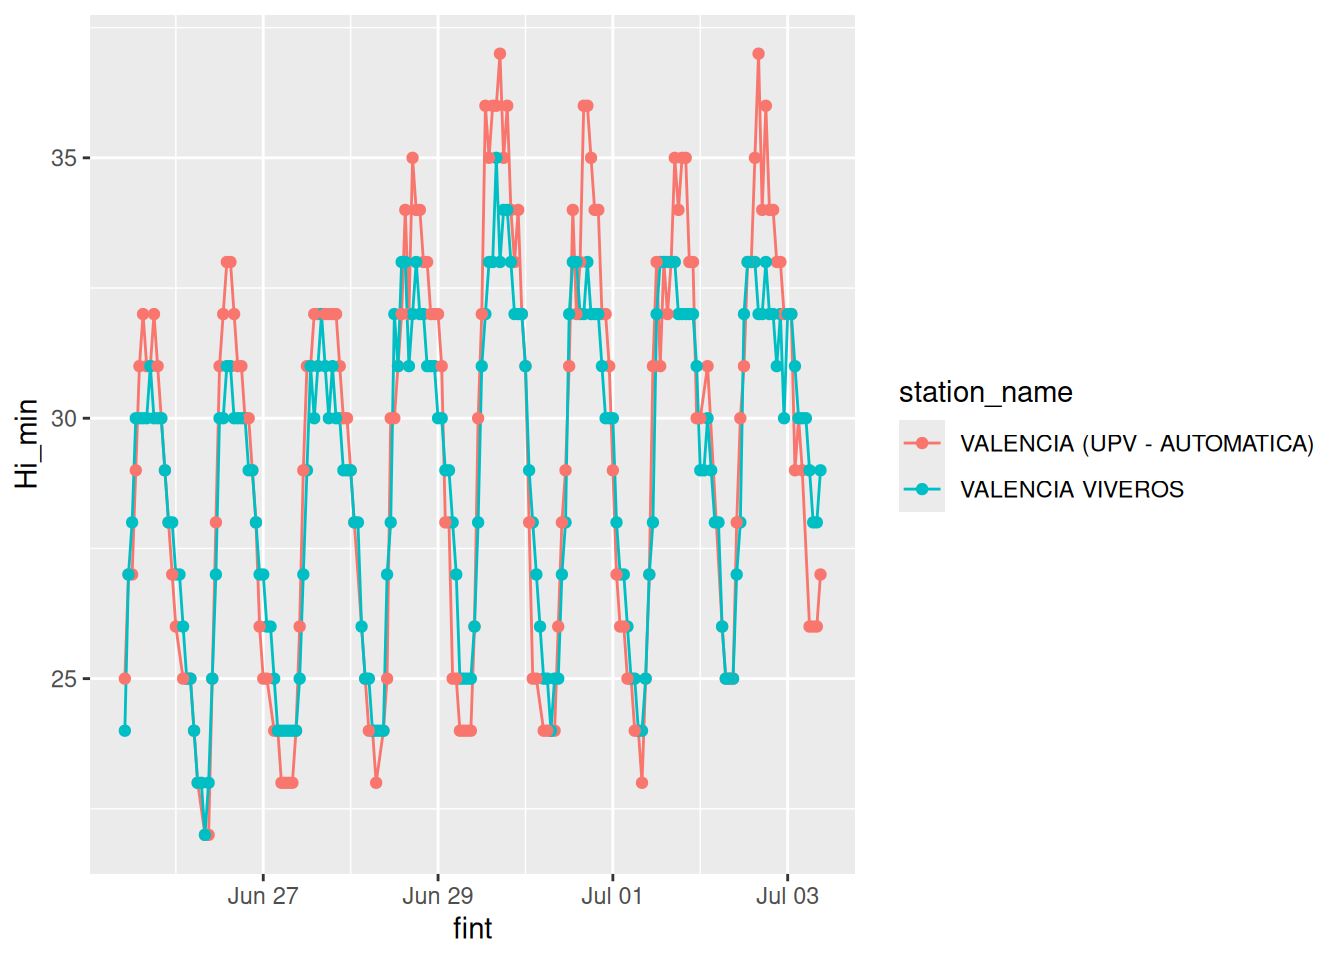 35
30
25
Hi_min
Jun 27
Jun 29
Jul 01
Jul 03
fint
station_name
VALENCIA (UPV - AUTOMATICA)
VALENCIA VIVEROS